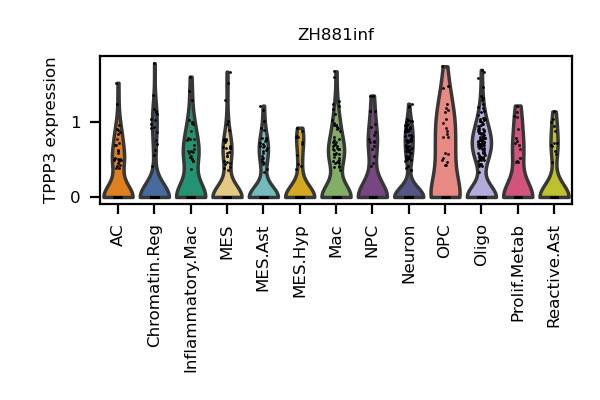 ZH881inf
TPPP3 expression
1
0
AC
Chromatin.Reg
Inflammatory.Mac
MES
MES.Ast
MES.Hyp
Mac
NPC
Neuron
OPC
Oligo
Prolif.Metab
Reactive.Ast